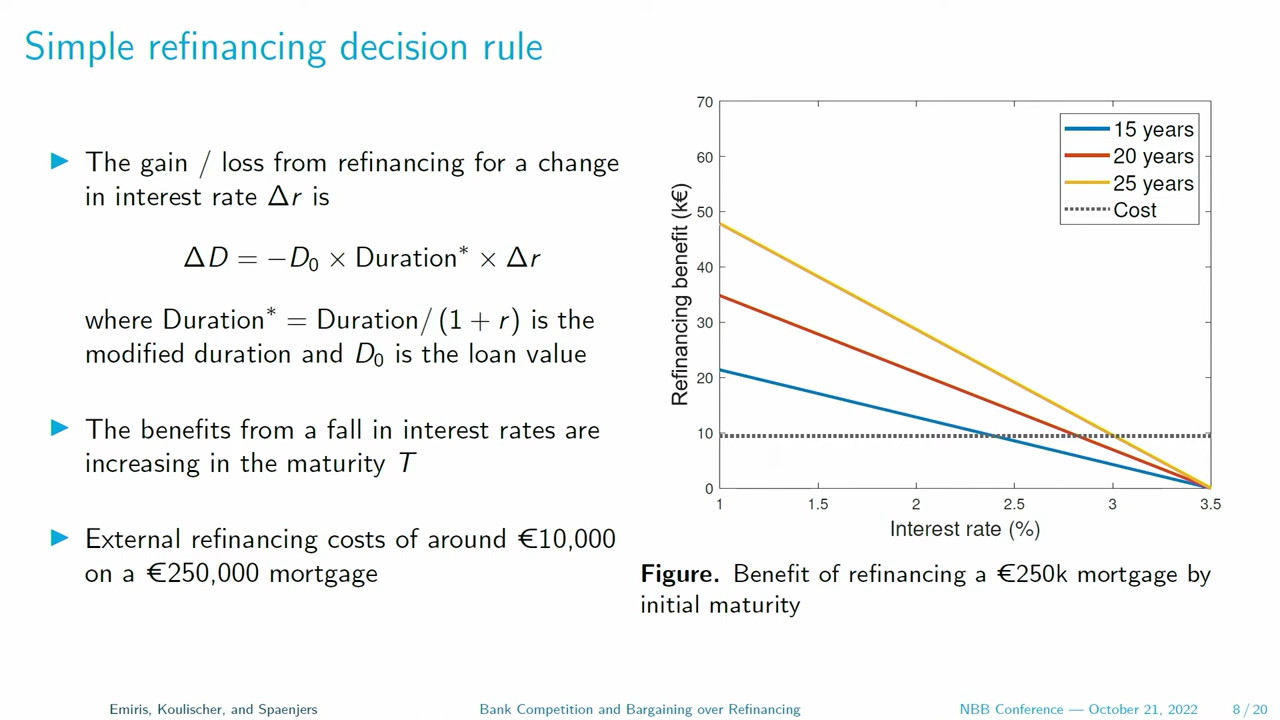 Simple refinancing decision rule
▶ The gain / loss from refinancing for a change
in interest rate Δr is
ΔD = −D₀ × Duration* × Δr
where Duration* = Duration/ (1 + r) is the
modified duration and D₀ is the loan value
▶ The benefits from a fall in interest rates are
increasing in the maturity T
▶ External refinancing costs of around €10,000
on a €250,000 mortgage
70
60
50
40
30
20
10
0
Refinancing benefit (k€)
15 years
20 years
25 years
Cost
1 1.5 2 2.5 3 3.5
Interest rate (%)
Figure. Benefit of refinancing a €250k mortgage by
initial maturity
Emiris, Koulischer, and Spaenjers Bank Competition and Bargaining over Refinancing NBB Conference — October 21, 2022 8 / 20